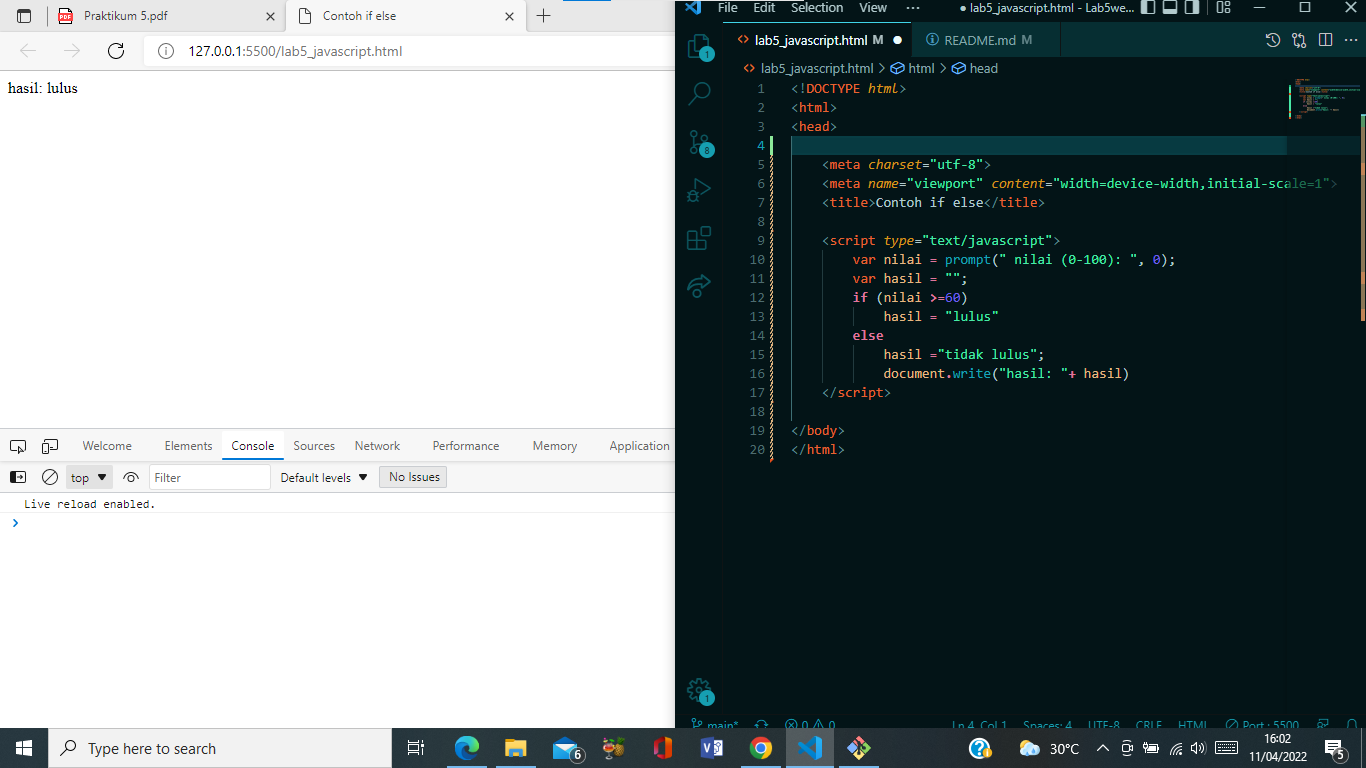 Praktikum 5.pdf
Contoh if else
127.0.0.1:5500/lab5_javascript.html
hasil: lulus
Welcome Elements Console Sources Network Performance Memory Application
top Filter Default levels No Issues
Live reload enabled.
File Edit Selection View ··· ● lab5_javascript.html - Lab5we...
lab5_javascript.html M ● README.md M
lab5_javascript.html > html > head
1 <!DOCTYPE html>
2 <html>
3 <head>
4
5 <meta charset="utf-8">
6 <meta name="viewport" content="width=device-width,initial-scale=1">
7 <title>Contoh if else</title>
8
9 <script type="text/javascript">
10 var nilai = prompt(" nilai (0-100): ", 0);
11 var hasil = "";
12 if (nilai >=60)
13 hasil = "lulus"
14 else
15 hasil ="tidak lulus";
16 document.write("hasil: "+ hasil)
17 </script>
18
19 </body>
20 </html>
1
8
1
main* 0 0 Ln 4, Col 1 Spaces: 4 UTF-8 CRLF HTML Port : 5500
Type here to search
6
30°C
16:02
11/04/2022
5